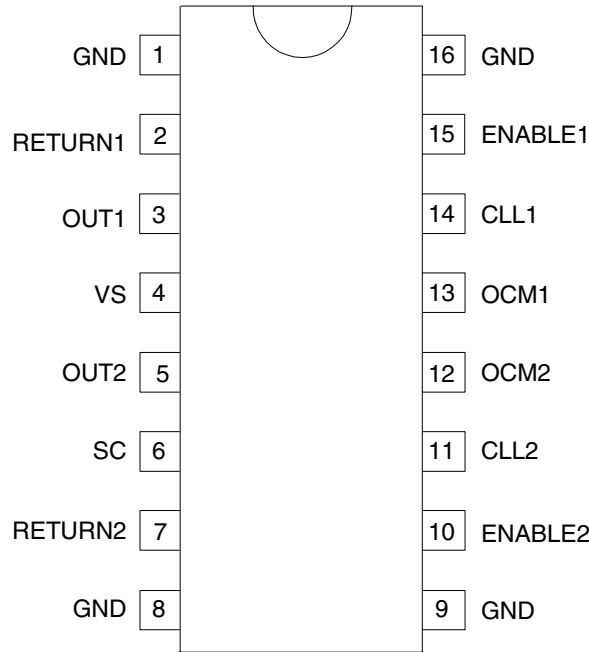 GND 1 16 GND
RETURN1 2 15 ENABLE1
OUT1 3 14 CLL1
VS 4 13 OCM1
OUT2 5 12 OCM2
SC 6 11 CLL2
RETURN2 7 10 ENABLE2
GND 8 9 GND